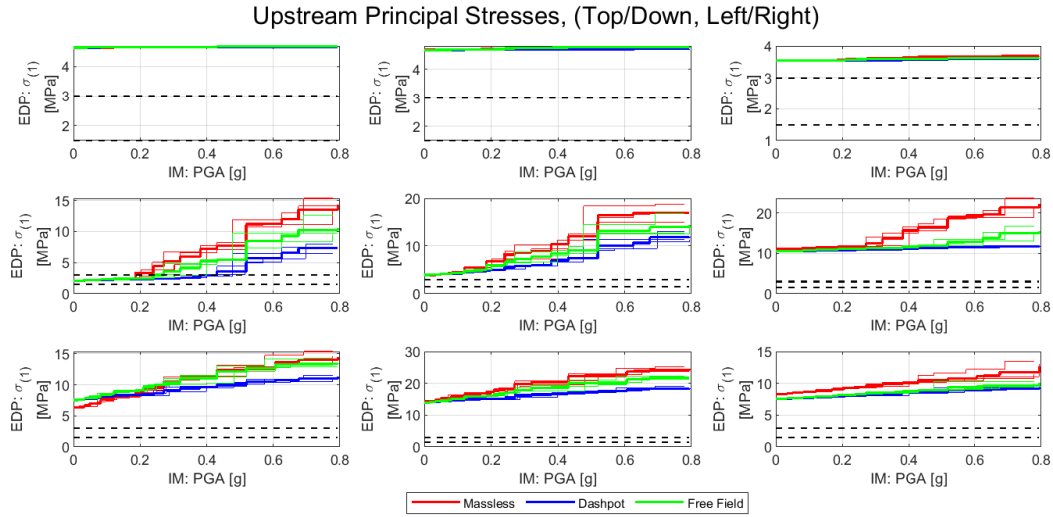 Upstream Principal Stresses, (Top/Down, Left/Right)
EDP: σ(1)
[MPa]
4
3
2
0 0.2 0.4 0.6 0.8
IM: PGA [g]
EDP: σ(1)
[MPa]
4
3
2
0 0.2 0.4 0.6 0.8
IM: PGA [g]
EDP: σ(1)
[MPa]
4
3
2
1
0 0.2 0.4 0.6 0.8
IM: PGA [g]
EDP: σ(1)
[MPa]
15
10
5
0
0 0.2 0.4 0.6 0.8
IM: PGA [g]
EDP: σ(1)
[MPa]
20
10
0
0 0.2 0.4 0.6 0.8
IM: PGA [g]
EDP: σ(1)
[MPa]
20
10
0
0 0.2 0.4 0.6 0.8
IM: PGA [g]
EDP: σ(1)
[MPa]
15
10
5
0
0 0.2 0.4 0.6 0.8
IM: PGA [g]
EDP: σ(1)
[MPa]
30
20
10
0
0 0.2 0.4 0.6 0.8
IM: PGA [g]
EDP: σ(1)
[MPa]
15
10
5
0
0 0.2 0.4 0.6 0.8
IM: PGA [g]
Massless Dashpot Free Field